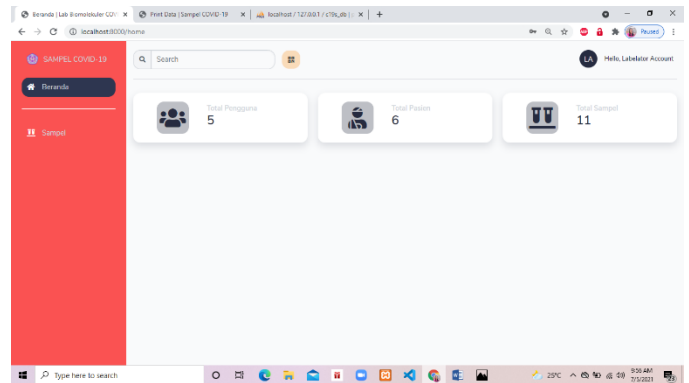 Beranda | Lab Biomolekuler COV
Print Data | Sampel COVID-19
localhost / 127.0.0.1 / c19s_db |
localhost:8000/home
Paused
SAMPEL COVID-19
Search
LA
Hello, Labelator Account
Beranda
Sampel
Total Pengguna
5
Total Pasien
6
Total Sampel
11
Type here to search
25°C
9:56 AM
7/5/2021